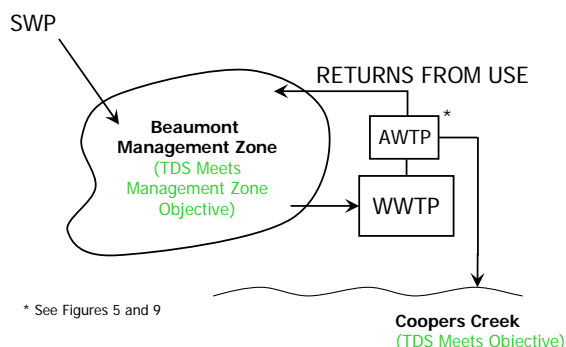 SWP
RETURNS FROM USE
*
AWTP
Beaumont
Management Zone
(TDS Meets
Management Zone
Objective)
WWTP
* See Figures 5 and 9
Coopers Creek
(TDS Meets Objective)